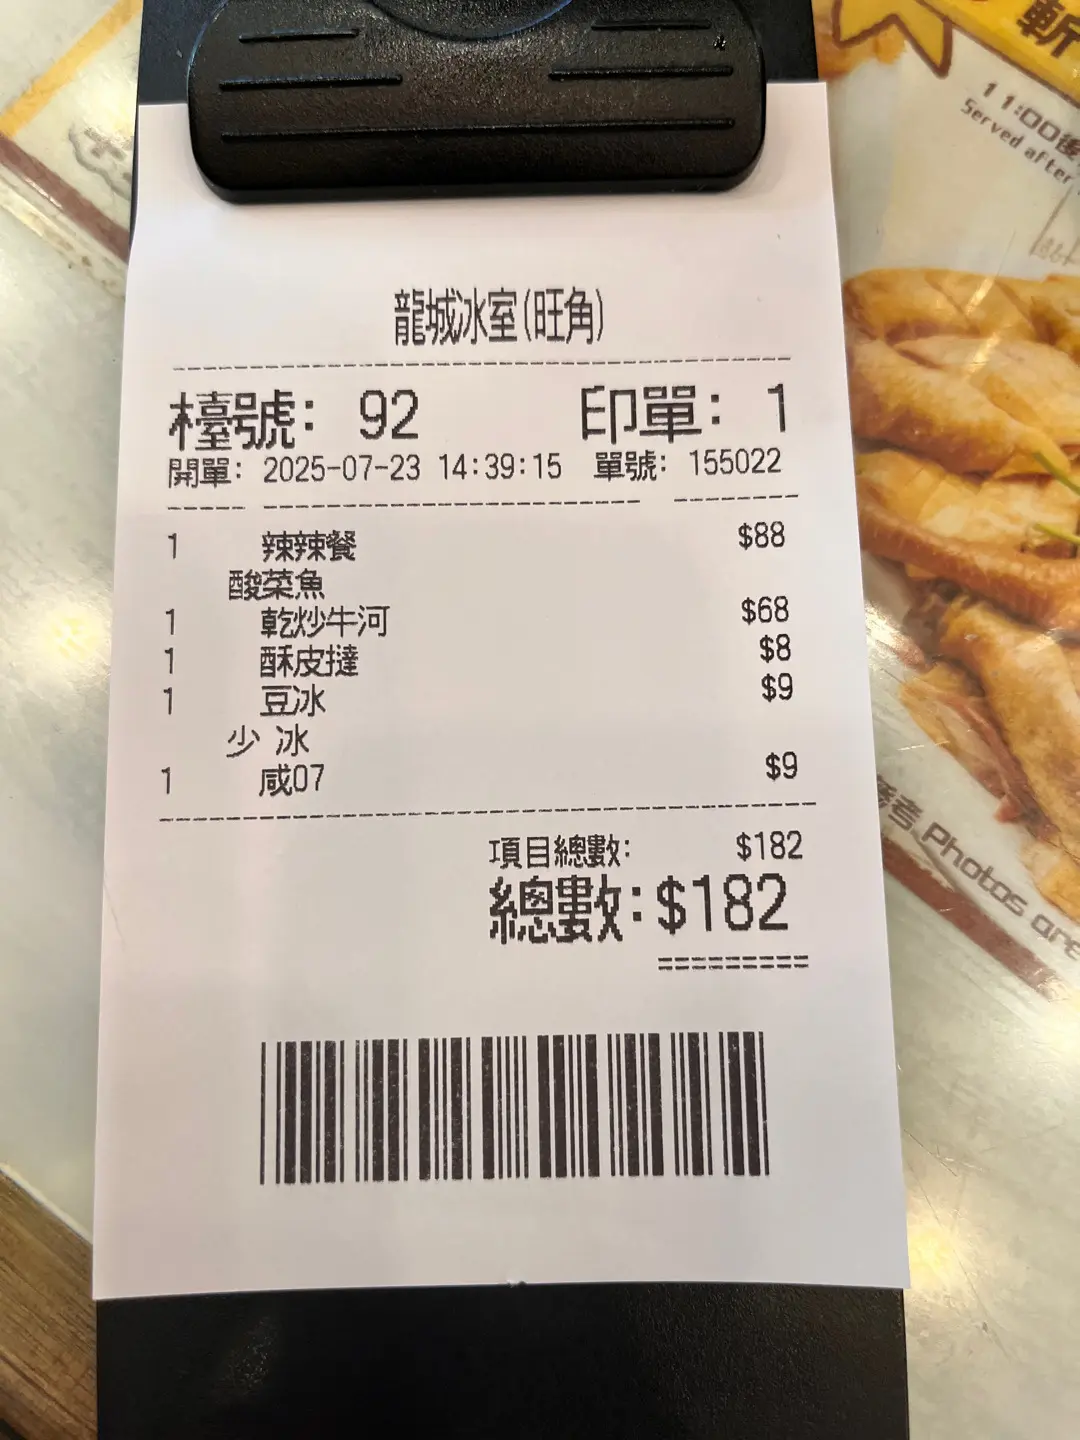 龍城冰室(旺角)
檯號: 92 印單: 1
開單: 2025-07-23 14:39:15 單號: 155022
1 辣辣餐 $88
酸菜魚
1 乾炒牛河 $68
1 酥皮撻 $8
1 豆冰 $9
少 冰
1 咸07 $9
項目總數: $182
總數:$182
=========
斬
11:00後
Served after
參考 Photos are